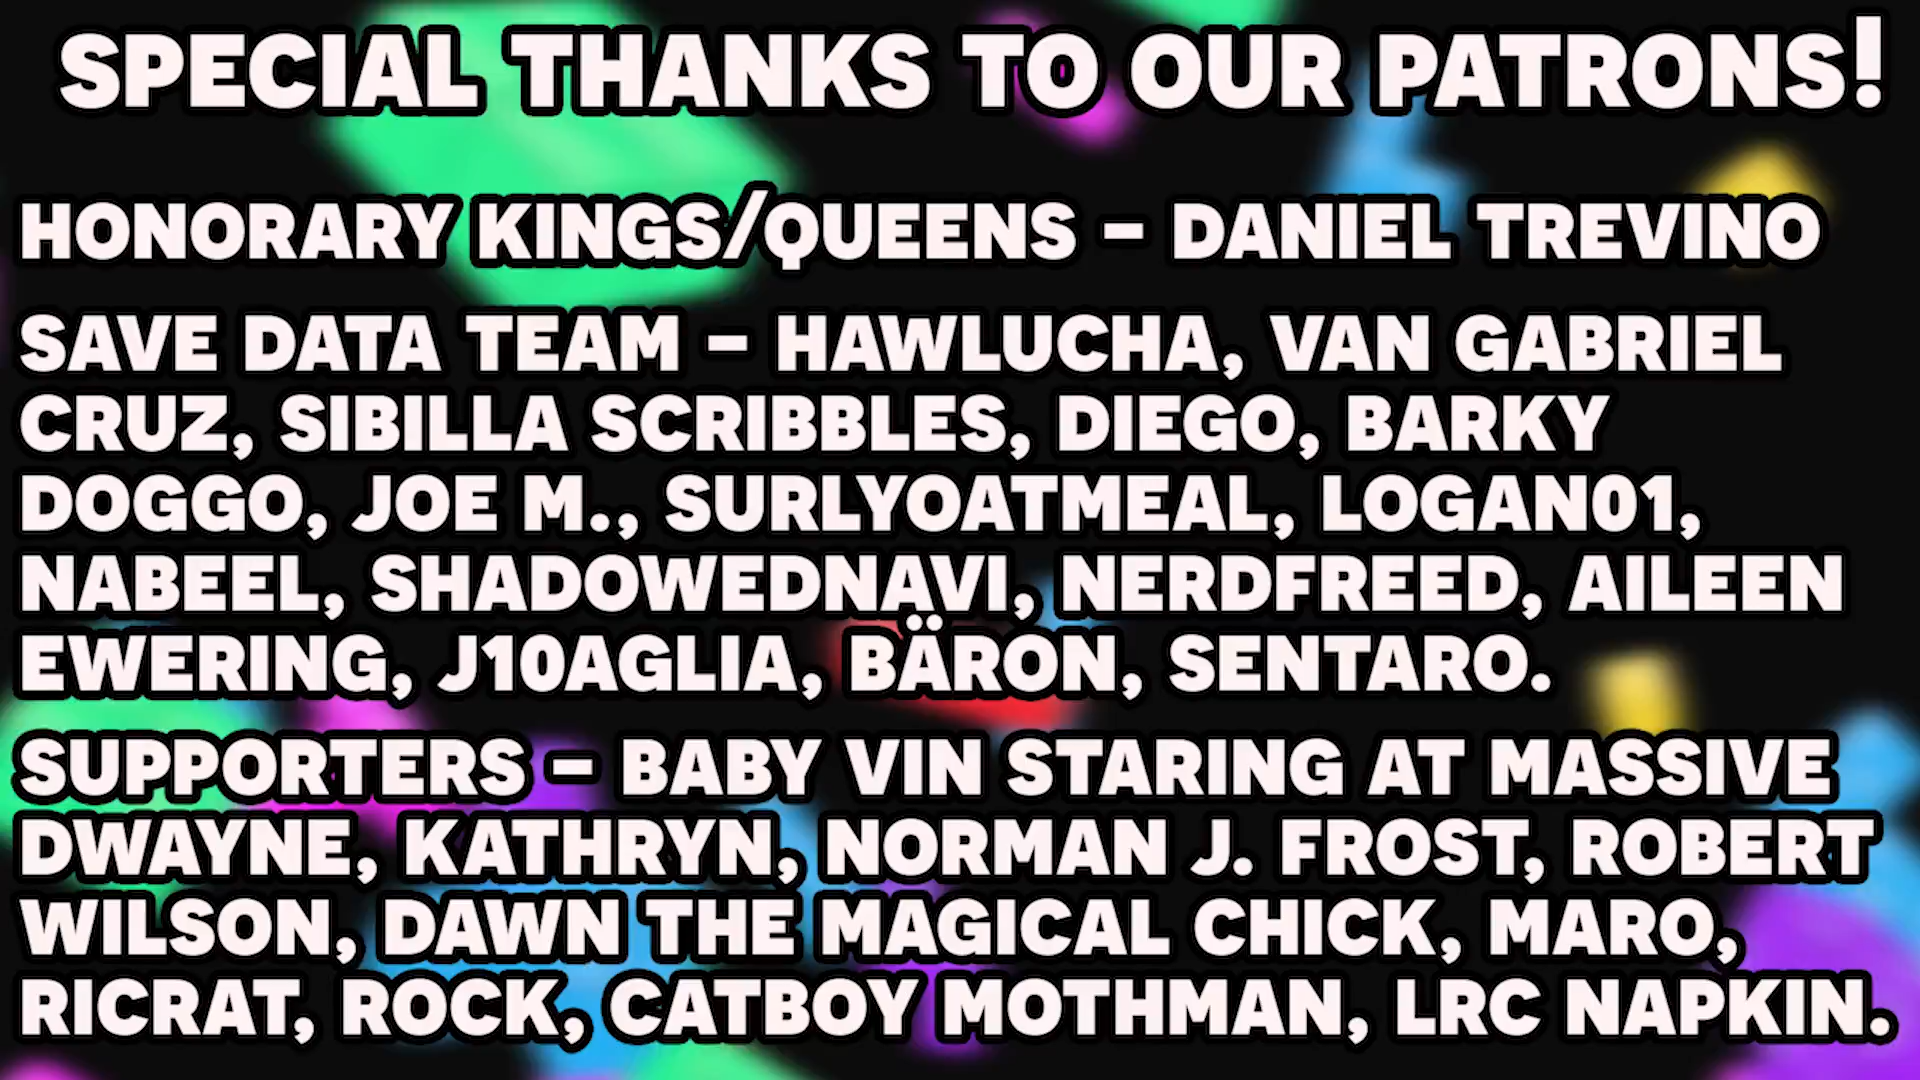 SPECIAL THANKS TO OUR PATRONS!
HONORARY KINGS/QUEENS – DANIEL TREVINO
SAVE DATA TEAM – HAWLUCHA, VAN GABRIEL
CRUZ, SIBILLA SCRIBBLES, DIEGO, BARKY
DOGGO, JOE M., SURLYOATMEAL, LOGAN01,
NABEEL, SHADOWEDNAVI, NERDFREED, AILEEN
EWERING, J10AGLIA, BÄRON, SENTARO.
SUPPORTERS – BABY VIN STARING AT MASSIVE
DWAYNE, KATHRYN, NORMAN J. FROST, ROBERT
WILSON, DAWN THE MAGICAL CHICK, MARO,
RICRAT, ROCK, CATBOY MOTHMAN, LRC NAPKIN.